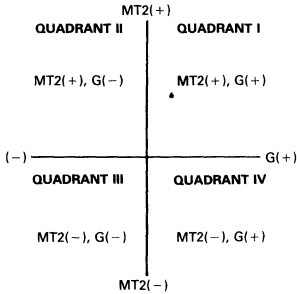 MT2(+)
QUADRANT II QUADRANT I
MT2(+), G(−) MT2(+), G(+)
(−) G(+)
QUADRANT III QUADRANT IV
MT2(−), G(−) MT2(−), G(+)
MT2(−)